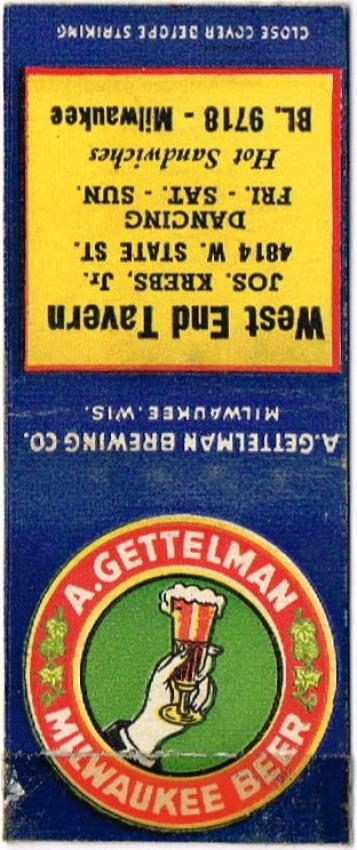 CLOSE COVER BEFORE STRIKING
West End Tavern
JOS. KREBS, Jr.
4814 W. STATE ST.
DANCING
FRI. - SAT. - SUN.
Hot Sandwiches
BL. 9718 - Milwaukee
A. GETTELMAN BREWING CO.
MILWAUKEE. WIS.
A. GETTELMAN
MILWAUKEE BEER